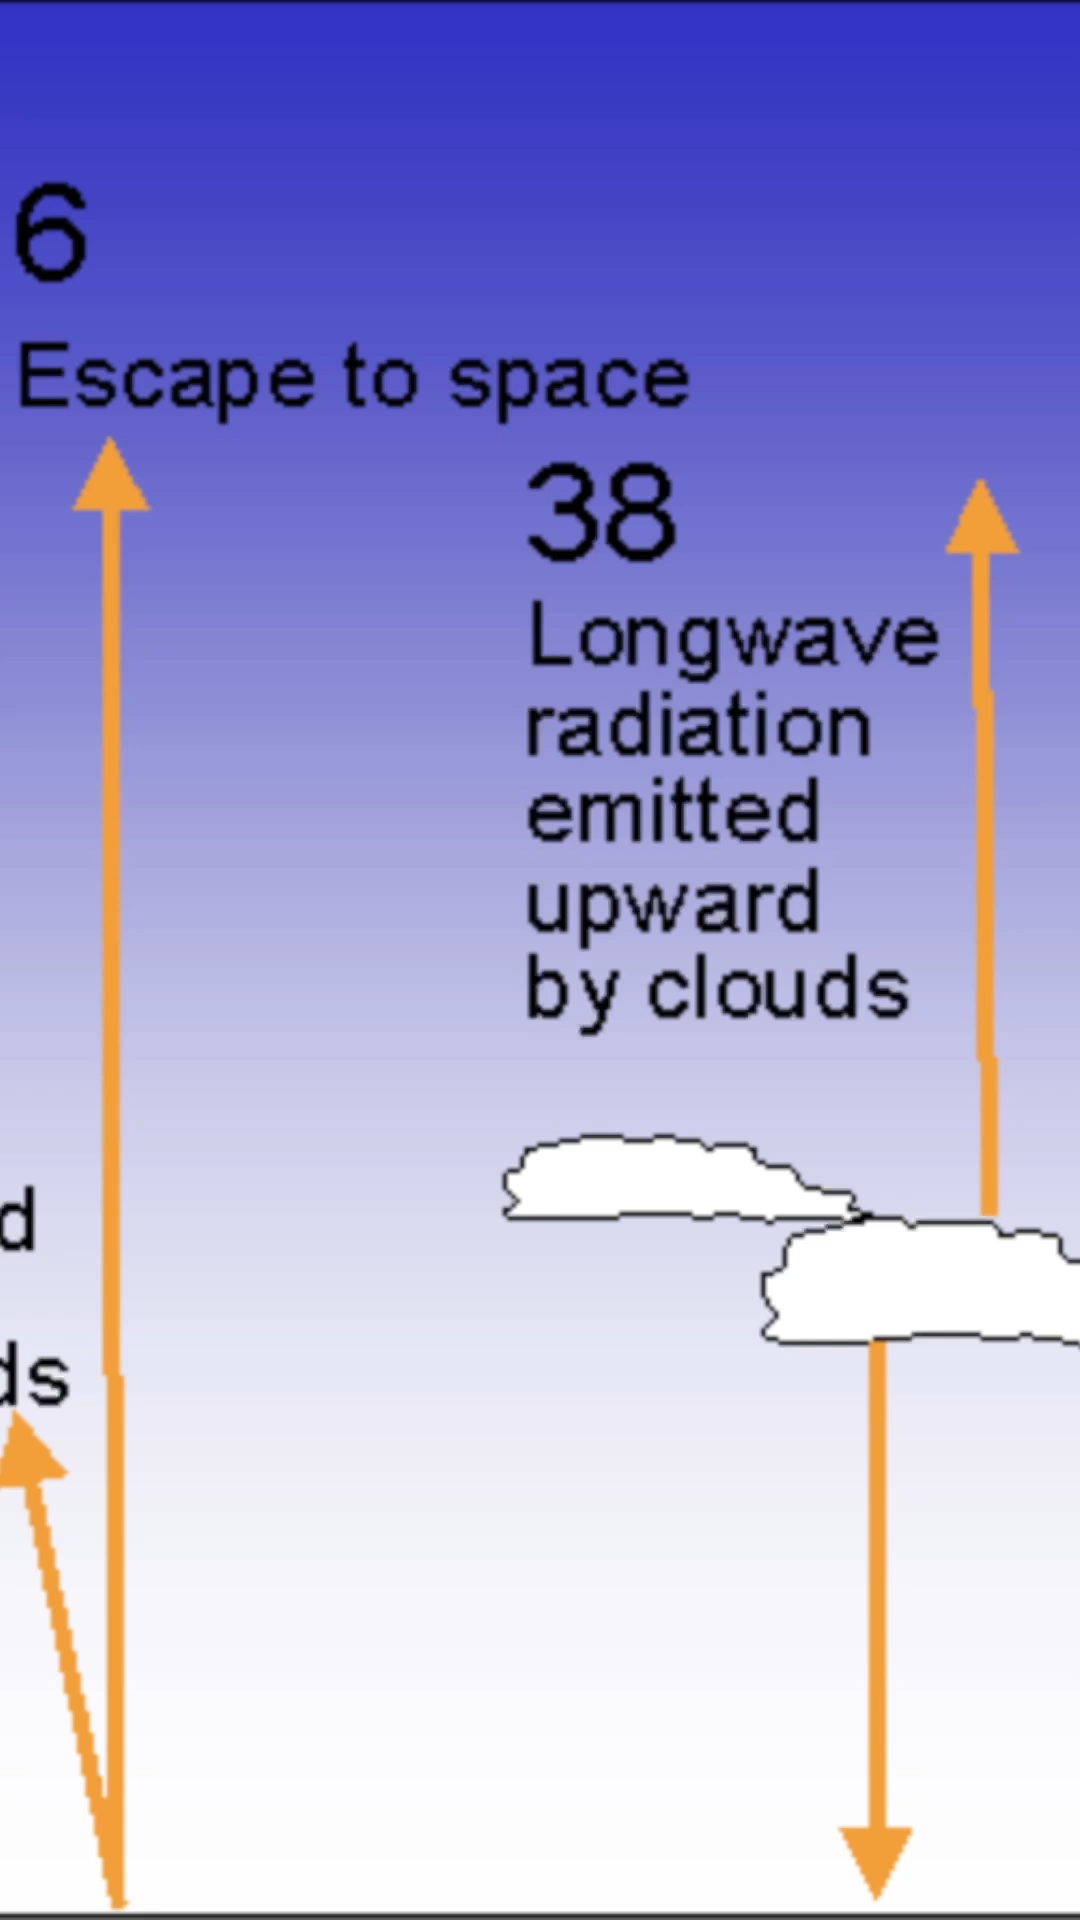 6
Escape to space
38
Longwave
radiation
emitted
upward
by clouds